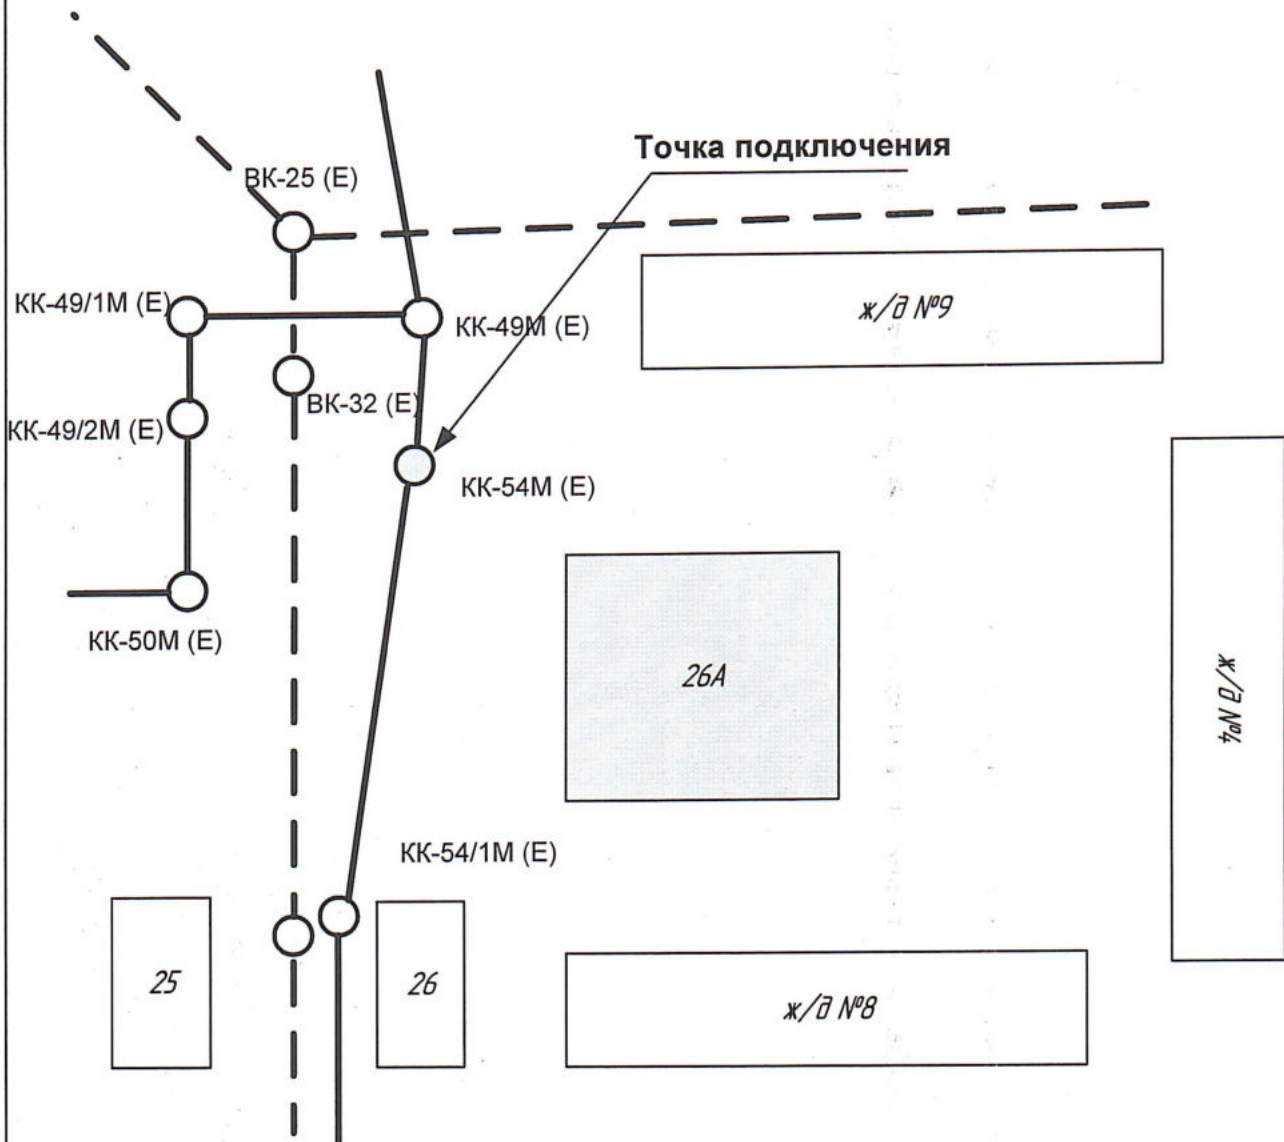 Точка подключения
ВК-25 (Е)
КК-49/1М (Е)
КК-49М (Е)
ж/д №9
ВК-32 (Е)
КК-49/2М (Е)
КК-54М (Е)
КК-50М (Е)
26А
ж/д №4
КК-54/1М (Е)
25
26
ж/д №8